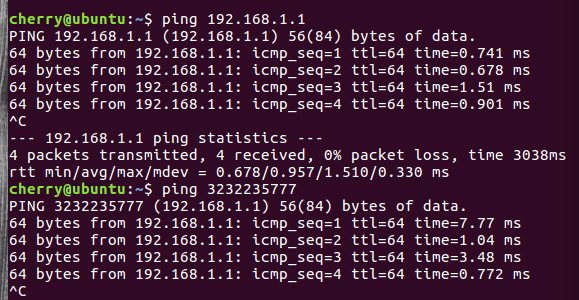 cherry@ubuntu:~$ ping 192.168.1.1
PING 192.168.1.1 (192.168.1.1) 56(84) bytes of data.
64 bytes from 192.168.1.1: icmp_seq=1 ttl=64 time=0.741 ms
64 bytes from 192.168.1.1: icmp_seq=2 ttl=64 time=0.678 ms
64 bytes from 192.168.1.1: icmp_seq=3 ttl=64 time=1.51 ms
64 bytes from 192.168.1.1: icmp_seq=4 ttl=64 time=0.901 ms
^C
--- 192.168.1.1 ping statistics ---
4 packets transmitted, 4 received, 0% packet loss, time 3038ms
rtt min/avg/max/mdev = 0.678/0.957/1.510/0.330 ms
cherry@ubuntu:~$ ping 3232235777
PING 3232235777 (192.168.1.1) 56(84) bytes of data.
64 bytes from 192.168.1.1: icmp_seq=1 ttl=64 time=7.77 ms
64 bytes from 192.168.1.1: icmp_seq=2 ttl=64 time=1.04 ms
64 bytes from 192.168.1.1: icmp_seq=3 ttl=64 time=3.48 ms
64 bytes from 192.168.1.1: icmp_seq=4 ttl=64 time=0.772 ms
^C